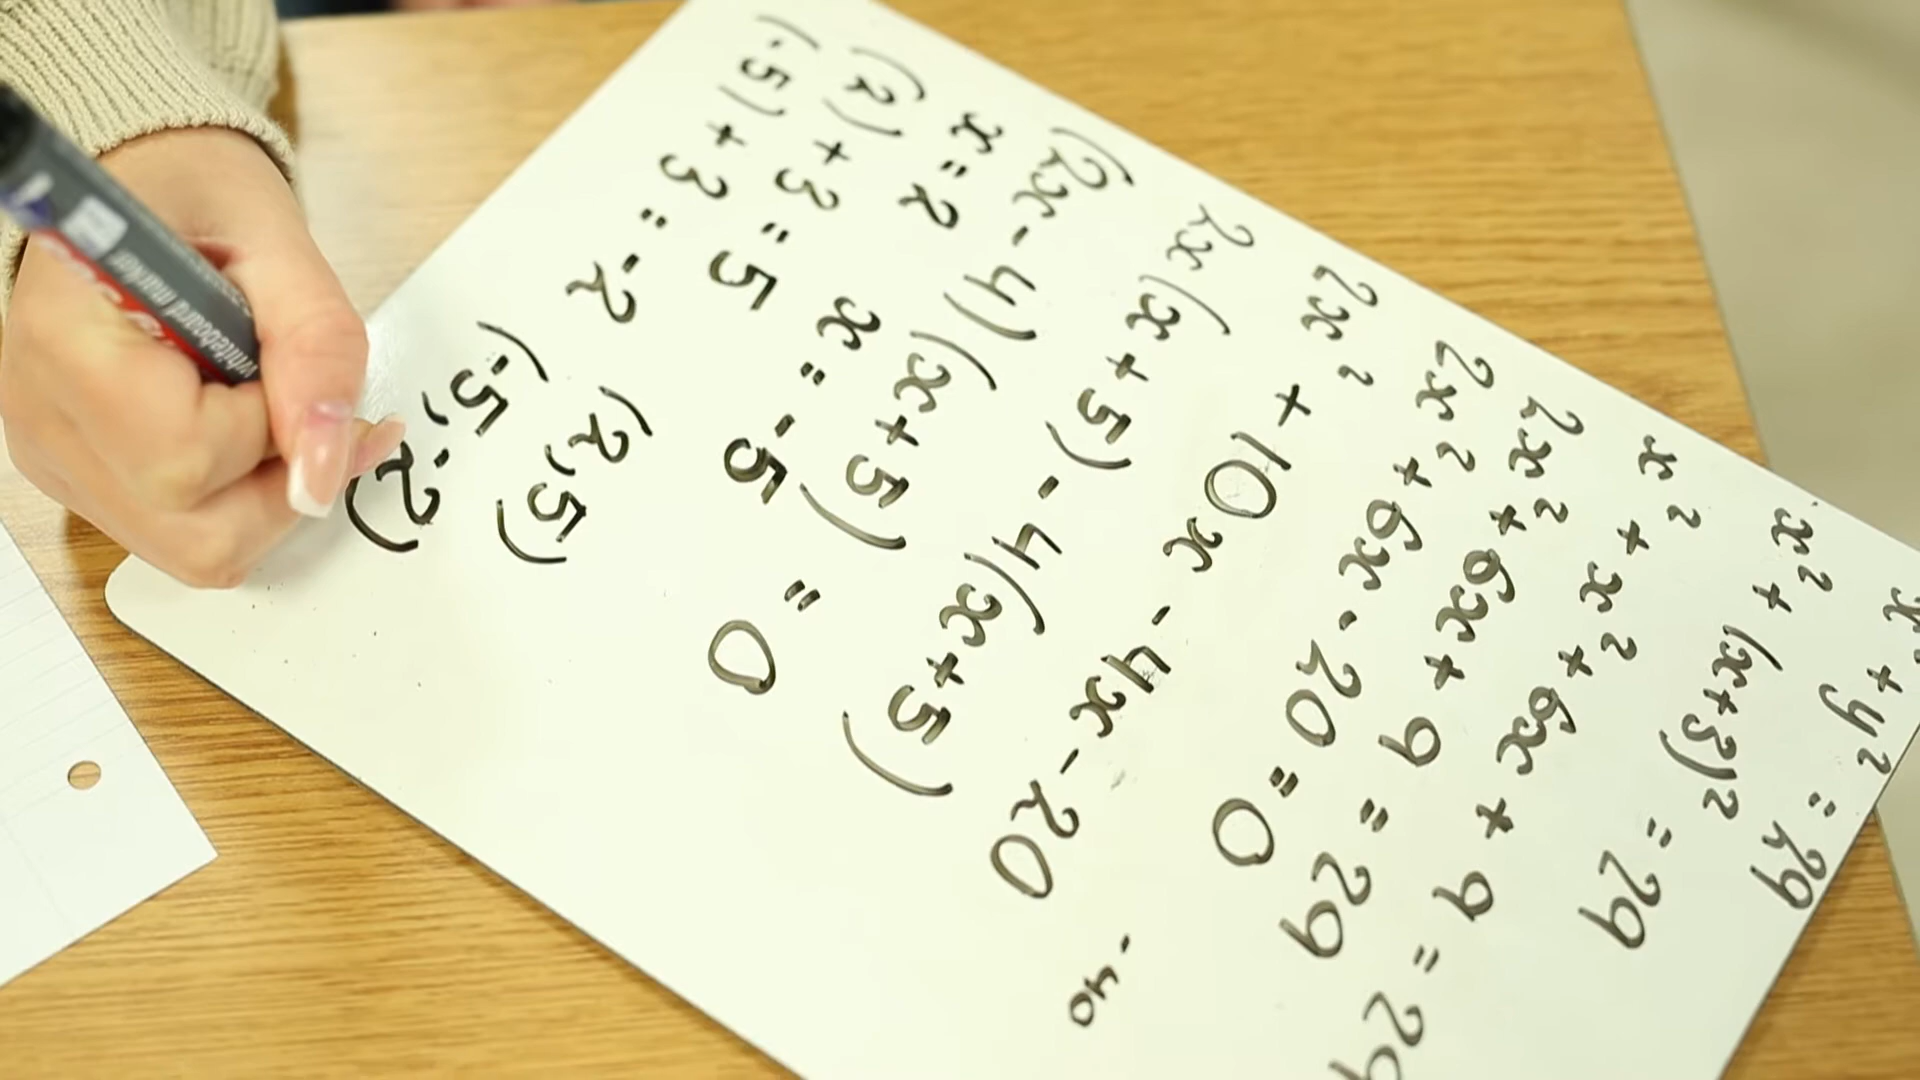 x² + y² = 29
x² + (x+3)² = 29
x² + x² + 6x + 9 = 29
2x² + 6x + 9 = 29
2x² + 6x - 20 = 0
2x² + 10x - 4x - 20
-40
2x(x+5) - 4(x+5)
(2x - 4)(x+5) = 0
x = 2 x = -5
(2) + 3 = 5
(-5) + 3 = -2
(2,5)
(-5,-2)
Whiteboard marker